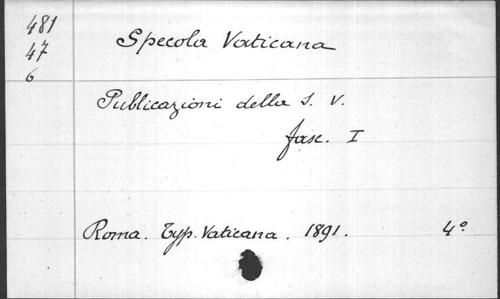 481
47
6
Specola Vaticana
Publicazioni della S. V.
fasc. I
Roma. Typ. Vaticana. 1891. 4°